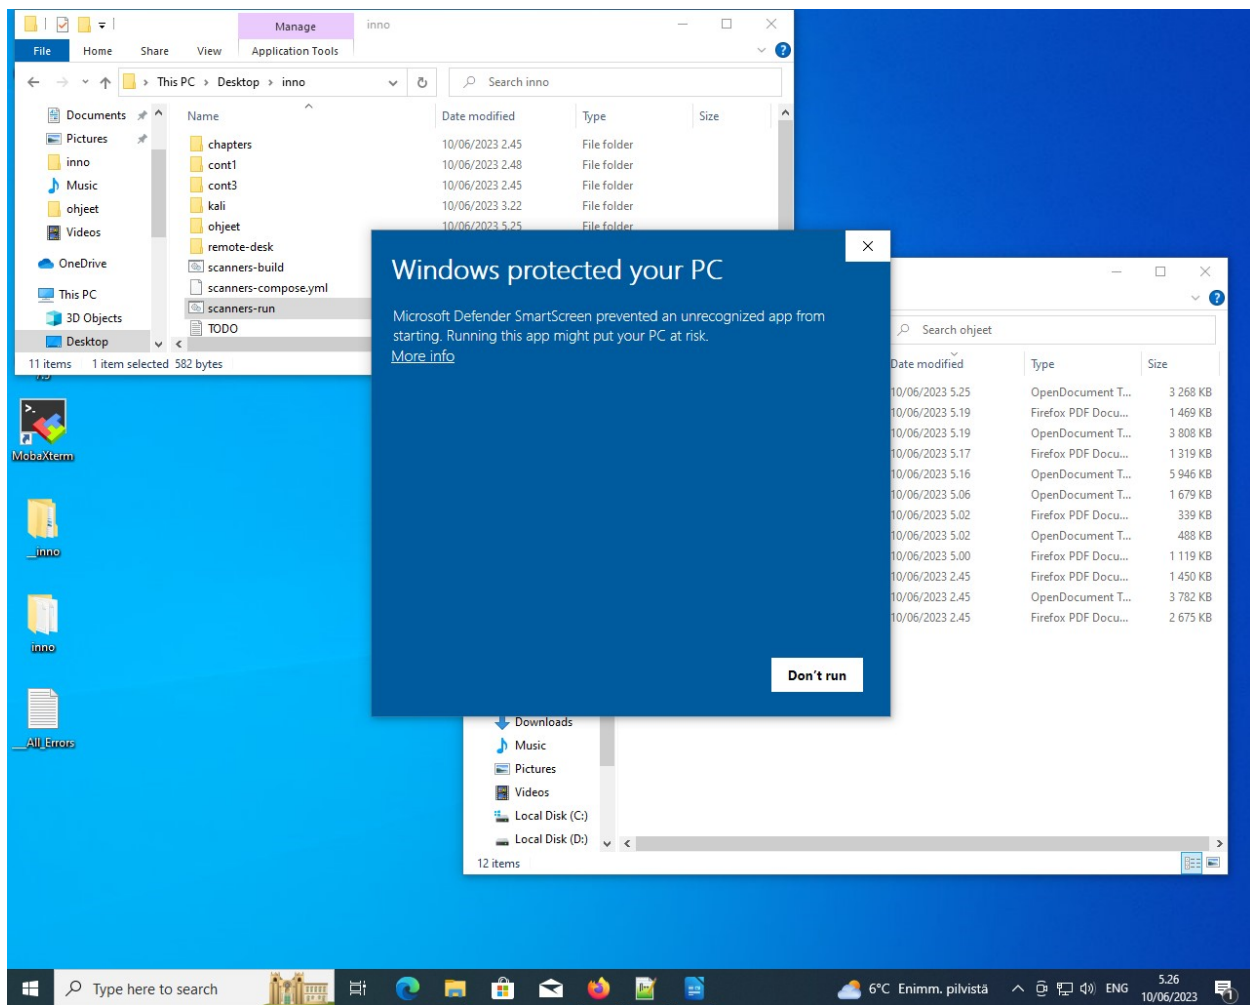 Manage
inno
File
Home
Share
View
Application Tools
This PC > Desktop > inno
Search inno
Documents
Pictures
inno
Music
ohjeet
Videos
OneDrive
This PC
3D Objects
Desktop
Name
Date modified
Type
Size
chapters
10/06/2023 2.45
File folder
cont1
10/06/2023 2.48
File folder
cont3
10/06/2023 2.45
File folder
kali
10/06/2023 3.22
File folder
ohjeet
10/06/2023 5.25
File folder
remote-desk
scanners-build
scanners-compose.yml
scanners-run
TODO
11 items
1 item selected 582 bytes
Windows protected your PC
Microsoft Defender SmartScreen prevented an unrecognized app from
starting. Running this app might put your PC at risk.
More info
Don't run
Search ohjeet
Date modified
Type
Size
10/06/2023 5.25
OpenDocument T...
3 268 KB
10/06/2023 5.19
Firefox PDF Docu...
1 469 KB
10/06/2023 5.19
OpenDocument T...
3 808 KB
10/06/2023 5.17
Firefox PDF Docu...
1 319 KB
10/06/2023 5.16
OpenDocument T...
5 946 KB
10/06/2023 5.06
OpenDocument T...
1 679 KB
10/06/2023 5.02
Firefox PDF Docu...
339 KB
10/06/2023 5.02
OpenDocument T...
488 KB
10/06/2023 5.00
Firefox PDF Docu...
1 119 KB
10/06/2023 2.45
Firefox PDF Docu...
1 450 KB
10/06/2023 2.45
OpenDocument T...
3 782 KB
10/06/2023 2.45
Firefox PDF Docu...
2 675 KB
Downloads
Music
Pictures
Videos
Local Disk (C:)
Local Disk (D:)
12 items
MobaXterm
__inno
inno
___All_Errors
Type here to search
6°C Enimm. pilvistä
ENG
5.26
10/06/2023
1